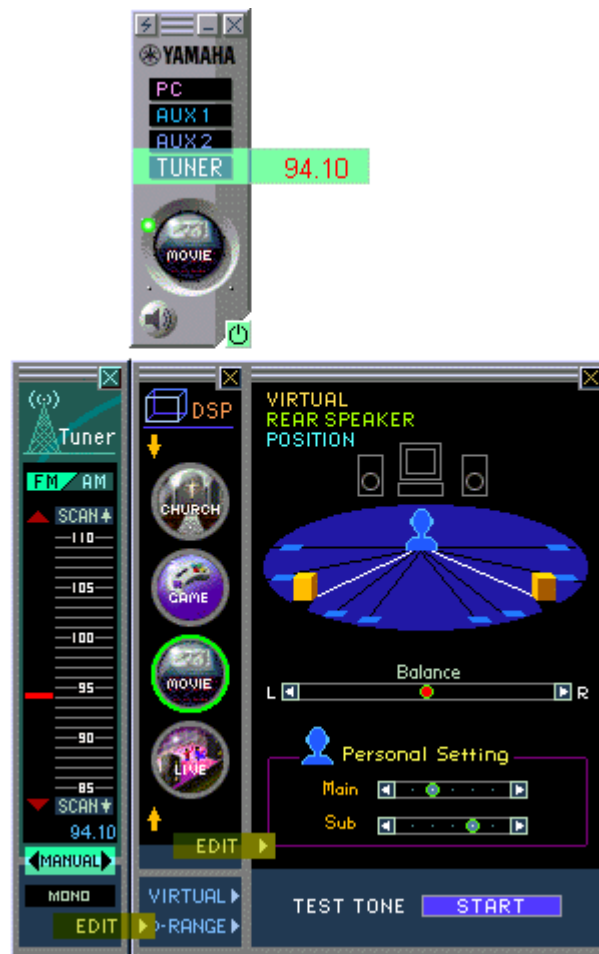 YAMAHA
PC
AUX 1
AUX 2
TUNER 94.10
MOVIE
Tuner
FM AM
SCAN
110
105
100
95
90
85
SCAN
94.10
MANUAL
MONO
EDIT
DSP
CHURCH
GAME
MOVIE
LIVE
EDIT
VIRTUAL
D-RANGE
VIRTUAL
REAR SPEAKER
POSITION
Balance
L R
Personal Setting
Main
Sub
TEST TONE START